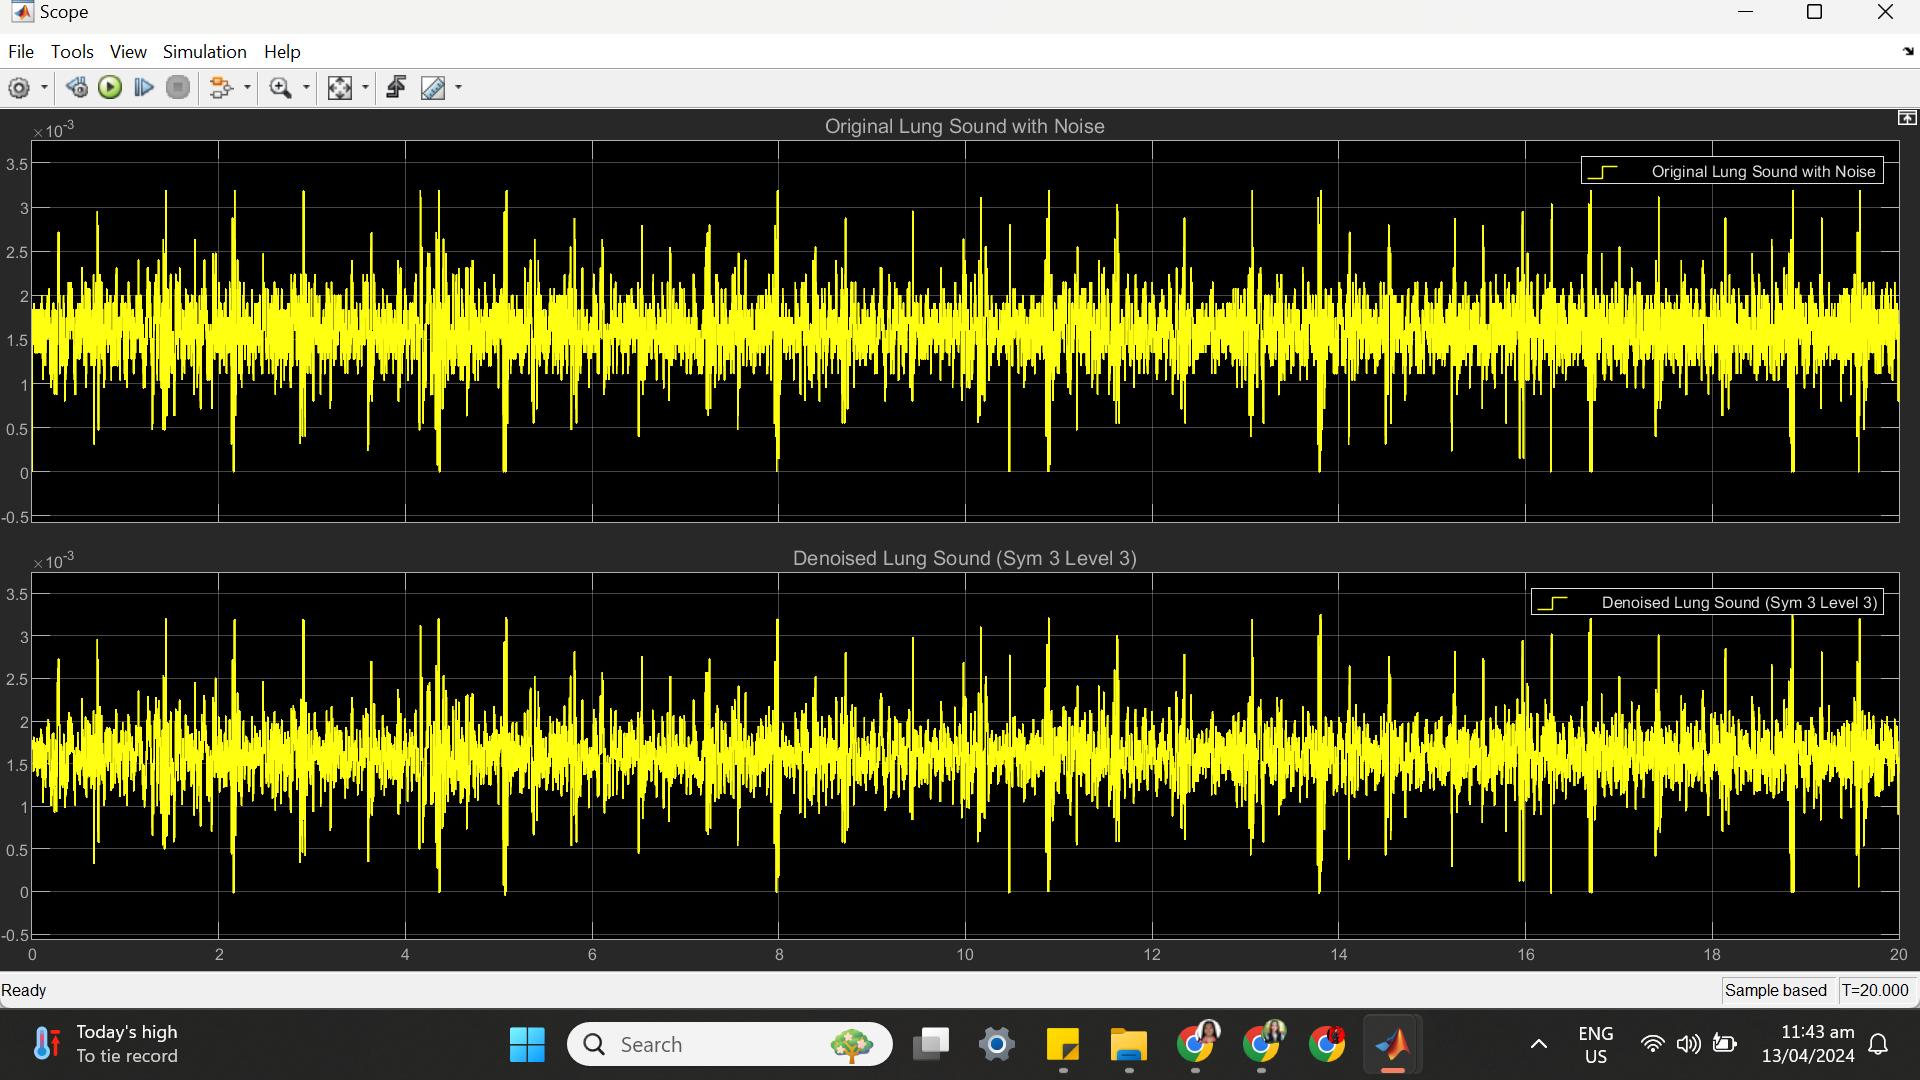 Scope
File Tools View Simulation Help
×10-3
Original Lung Sound with Noise
Original Lung Sound with Noise
3.5
3
2.5
2
1.5
1
0.5
0
-0.5
×10-3
Denoised Lung Sound (Sym 3 Level 3)
Denoised Lung Sound (Sym 3 Level 3)
3.5
3
2.5
2
1.5
1
0.5
0
-0.5
0 2 4 6 8 10 12 14 16 18 20
Ready
Sample based T=20.000
Today's high
To tie record
Search
ENG
US
11:43 am
13/04/2024